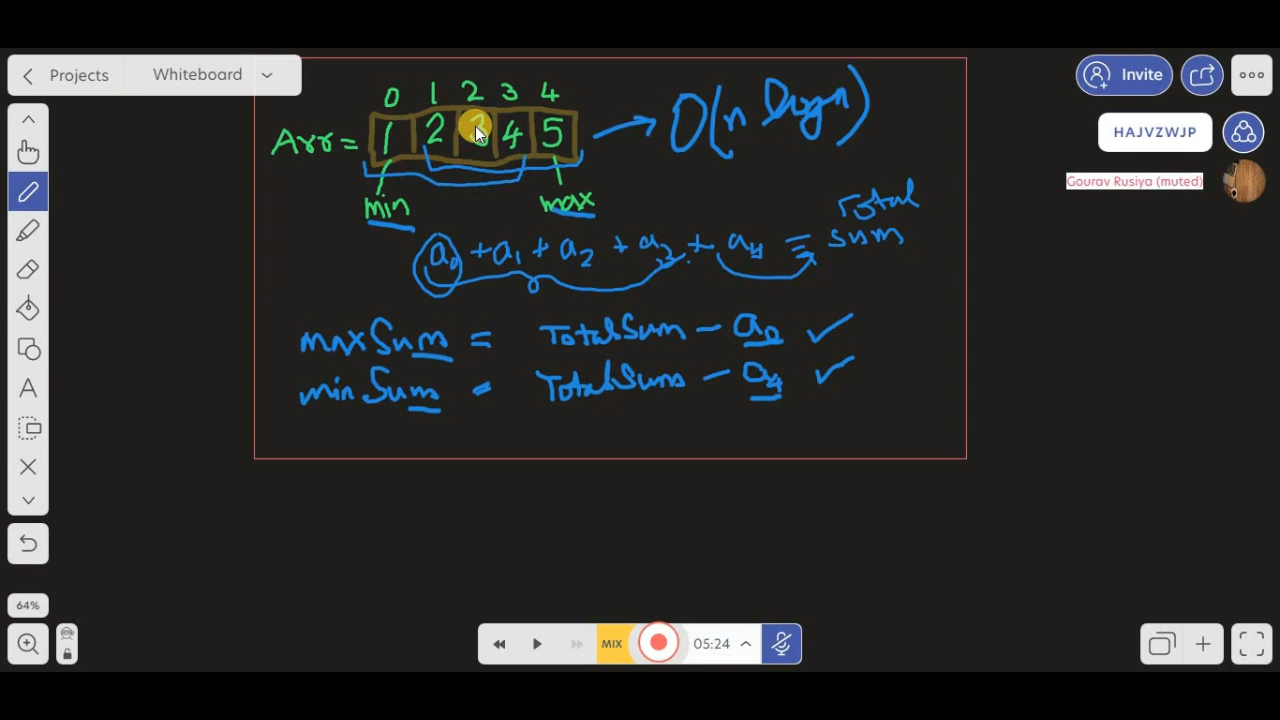 Projects Whiteboard
Invite
HAJVZWJP
Gourav Rusiya (muted)
0 1 2 3 4
Arr = 1 2 3 4 5
O(n logn)
min max
a0 + a1 + a2 + a3 + a4 = Total sum
maxSum = TotalSum - a0 ✓
minSum = TotalSum - a4 ✓
A
64%
MIX 05:24